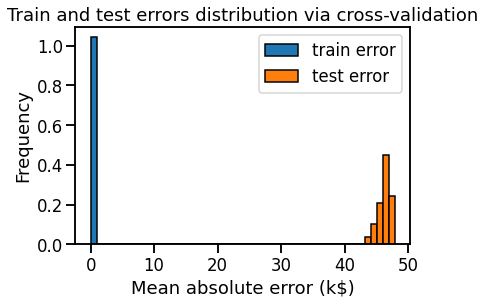 Train and test errors distribution via cross-validation
train error
test error
Frequency
1.0
0.8
0.6
0.4
0.2
0.0
0 10 20 30 40 50
Mean absolute error (k$)